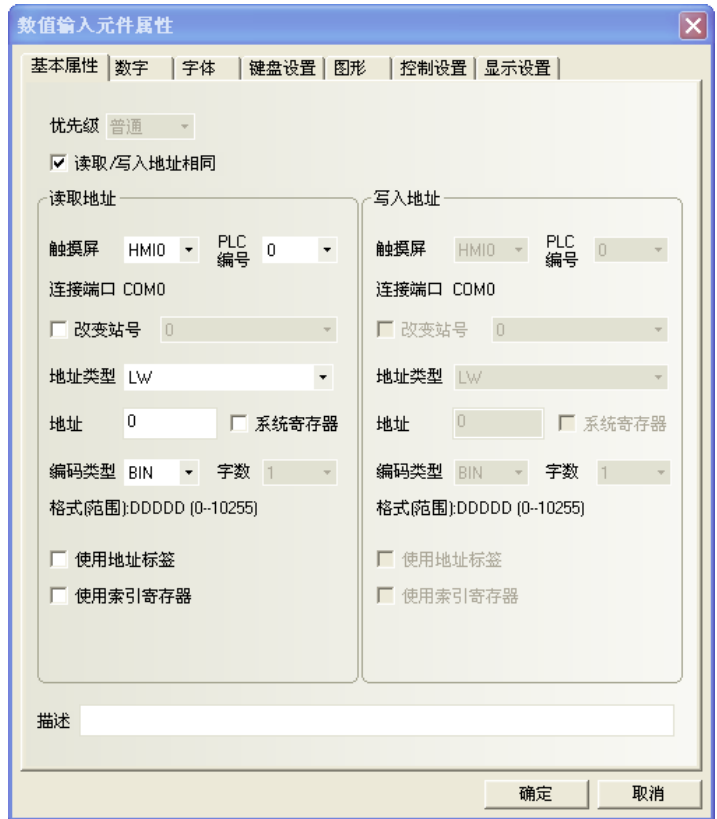 数值输入元件属性
基本属性 数字 字体 键盘设置 图形 控制设置 显示设置
优先级 普通
读取/写入地址相同
读取地址
触摸屏 HMI0 PLC编号 0
连接端口 COM0
改变站号 0
地址类型 LW
地址 0 系统寄存器
编码类型 BIN 字数 1
格式(范围):DDDDD (0--10255)
使用地址标签
使用索引寄存器
写入地址
触摸屏 HMI0 PLC编号 0
连接端口 COM0
改变站号 0
地址类型 LW
地址 0 系统寄存器
编码类型 BIN 字数 1
格式(范围):DDDDD (0--10255)
使用地址标签
使用索引寄存器
描述
确定 取消